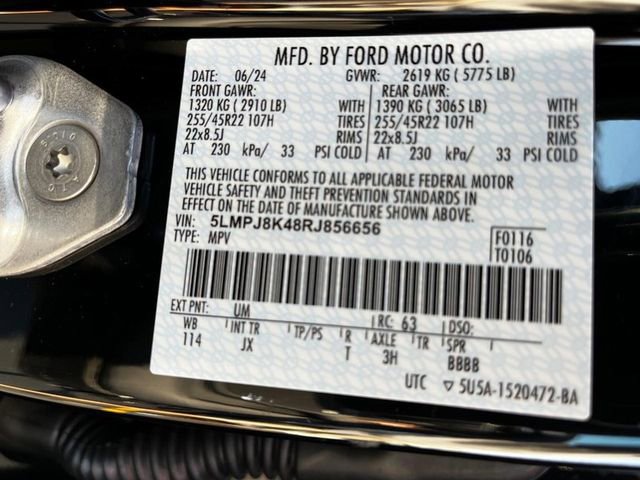 MFD. BY FORD MOTOR CO.
DATE: 06/24 GVWR: 2619 KG (5775 LB)
FRONT GAWR: REAR GAWR:
1320 KG (2910 LB) WITH 1390 KG (3065 LB) WITH
255/45R22 107H TIRES 255/45R22 107H TIRES
22x8.5J RIMS 22x8.5J RIMS
AT 230 kPa/ 33 PSI COLD AT 230 kPa/ 33 PSI COLD
THIS VEHICLE CONFORMS TO ALL APPLICABLE FEDERAL MOTOR
VEHICLE SAFETY AND THEFT PREVENTION STANDARDS IN
EFFECT ON THE DATE OF MANUFACTURE SHOWN ABOVE.
VIN: 5LMPJ8K48RJ856656
TYPE: MPV F0116
T0106
EXT PNT: UM RC: 63 DSO:
WB INT TR TP/PS R AXLE TR SPR
114 JX T 3H BBBB
UTC ▽ 5U5A-1520472-BA